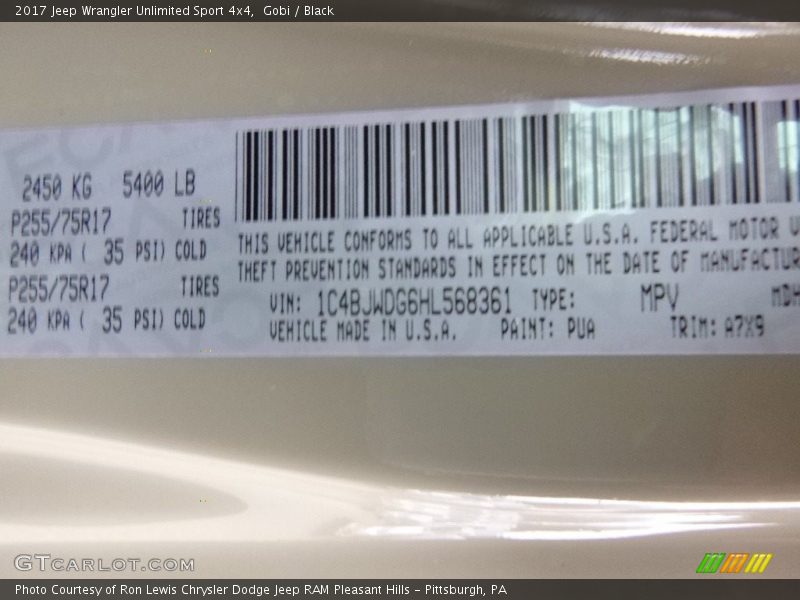 2017 Jeep Wrangler Unlimited Sport 4x4, Gobi / Black
2450 KG 5400 LB
P255/75R17 TIRES
240 KPA ( 35 PSI) COLD
P255/75R17 TIRES
240 KPA ( 35 PSI) COLD
THIS VEHICLE CONFORMS TO ALL APPLICABLE U.S.A. FEDERAL MOTOR
THEFT PREVENTION STANDARDS IN EFFECT ON THE DATE OF MANUFACTUR
VIN: 1C4BJWDG6HL568361 TYPE: MPV MDH
VEHICLE MADE IN U.S.A. PAINT: PUA TRIM: A7X9
GTCARLOT.COM
Photo Courtesy of Ron Lewis Chrysler Dodge Jeep RAM Pleasant Hills - Pittsburgh, PA